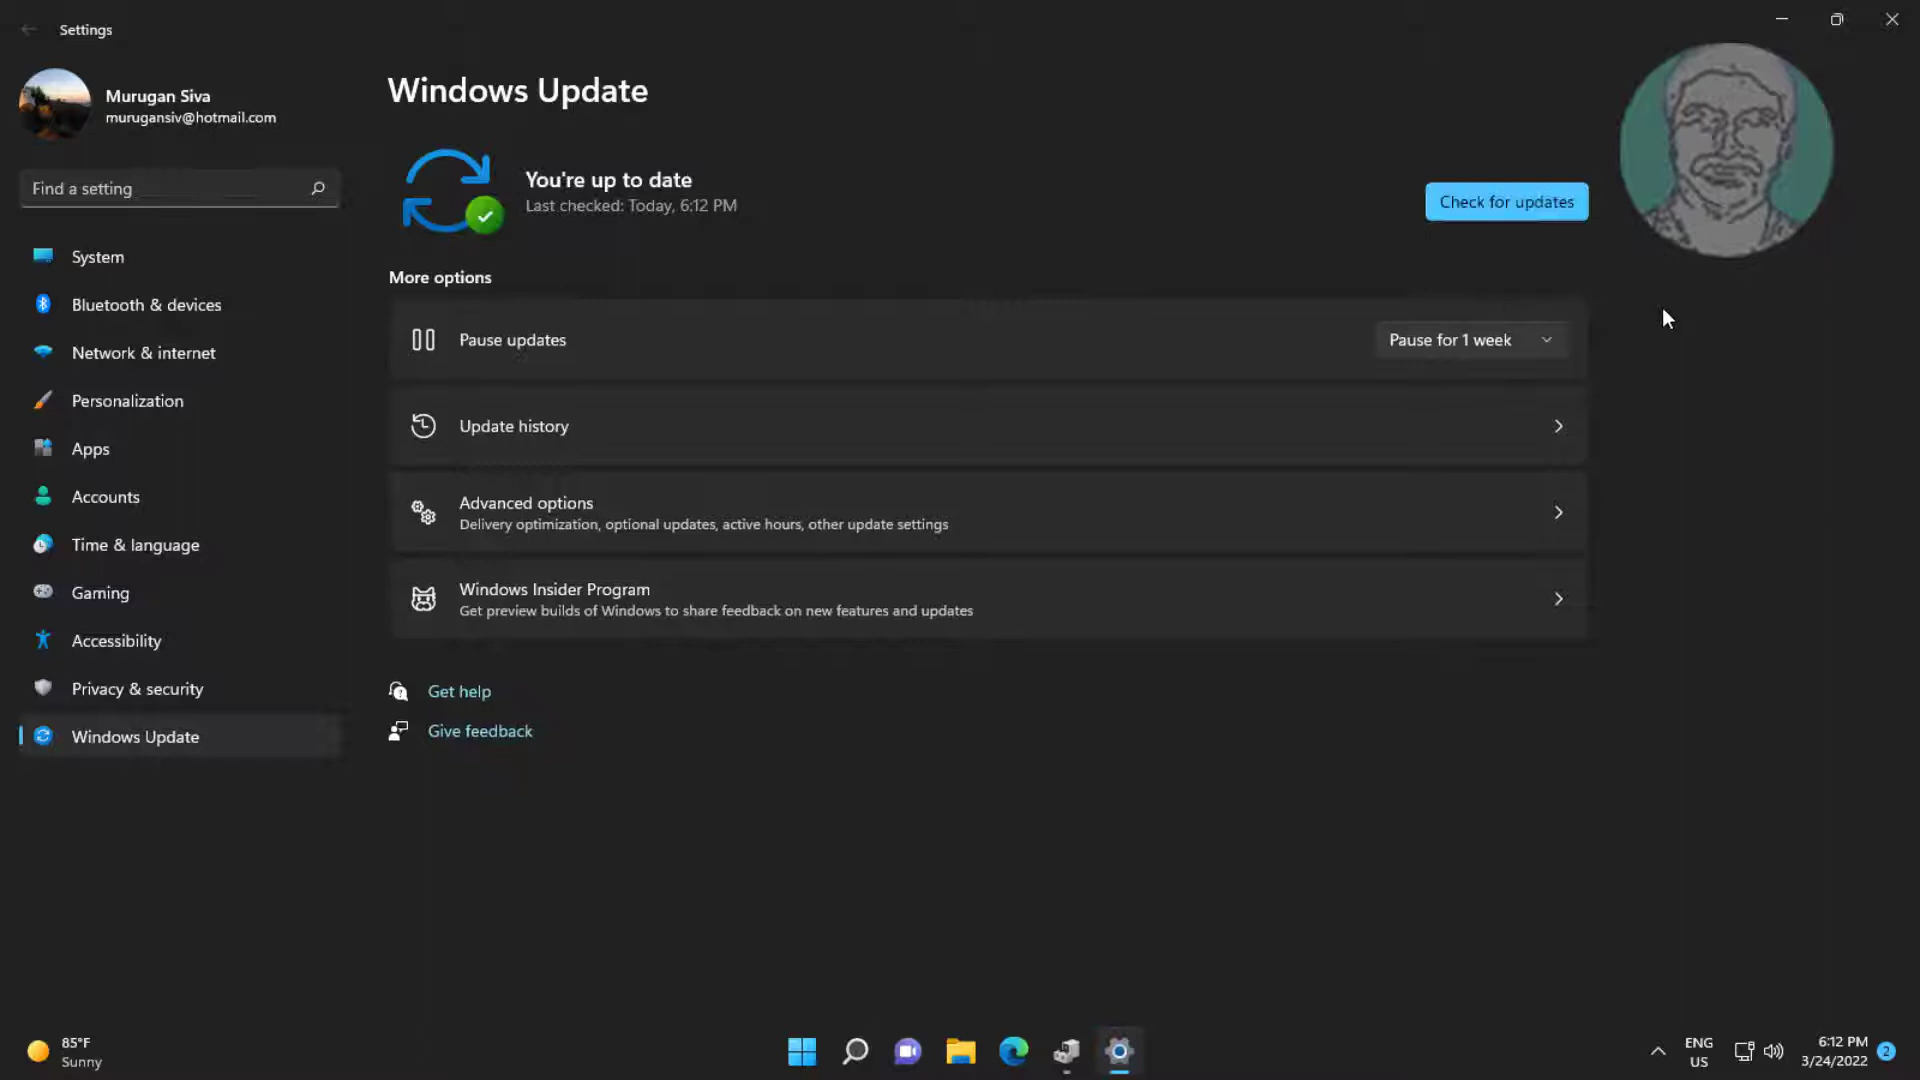 Settings
Murugan Siva
murugansiv@hotmail.com
Find a setting
System
Bluetooth & devices
Network & internet
Personalization
Apps
Accounts
Time & language
Gaming
Accessibility
Privacy & security
Windows Update
Windows Update
You're up to date
Last checked: Today, 6:12 PM
Check for updates
More options
Pause updates
Pause for 1 week
Update history
Advanced options
Delivery optimization, optional updates, active hours, other update settings
Windows Insider Program
Get preview builds of Windows to share feedback on new features and updates
Get help
Give feedback
85°F
Sunny
ENG
US
6:12 PM
3/24/2022
2